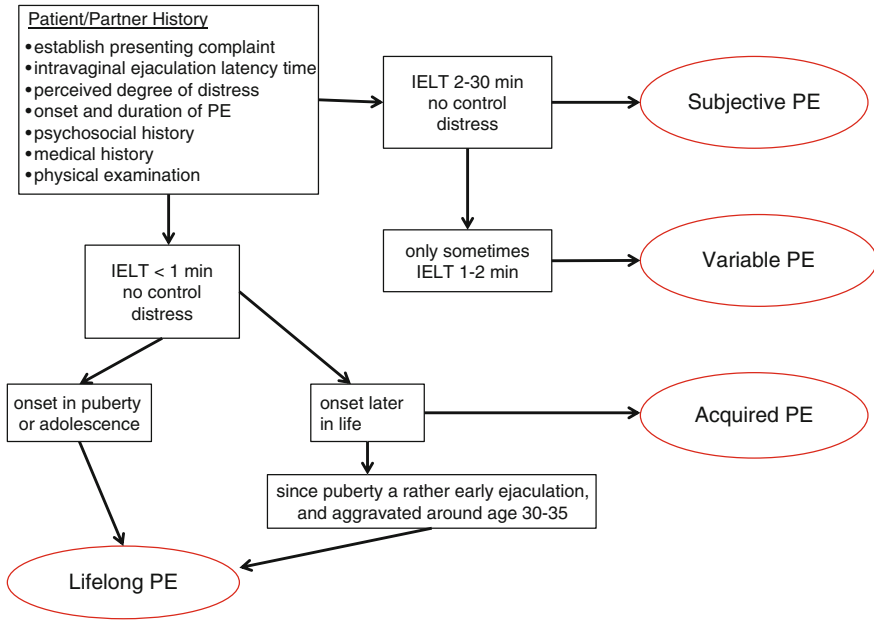 Patient/Partner History
•establish presenting complaint
•intravaginal ejaculation latency time
•perceived degree of distress
•onset and duration of PE
•psychosocial history
•medical history
•physical examination
IELT 2-30 min
no control
distress
Subjective PE
only sometimes
IELT 1-2 min
Variable PE
IELT < 1 min
no control
distress
onset in puberty
or adolescence
onset later
in life
Acquired PE
since puberty a rather early ejaculation,
and aggravated around age 30-35
Lifelong PE